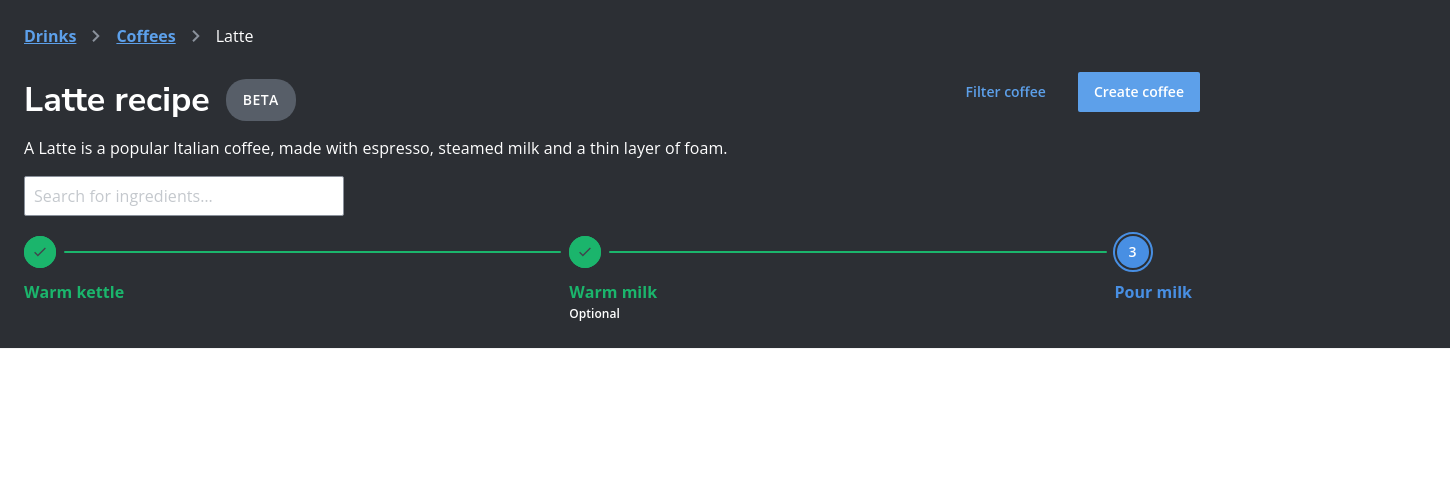 Drinks > Coffees > Latte
Latte recipe BETA
Filter coffee Create coffee
A Latte is a popular Italian coffee, made with espresso, steamed milk and a thin layer of foam.
Search for ingredients...
3
Warm kettle Warm milk Pour milk
Optional